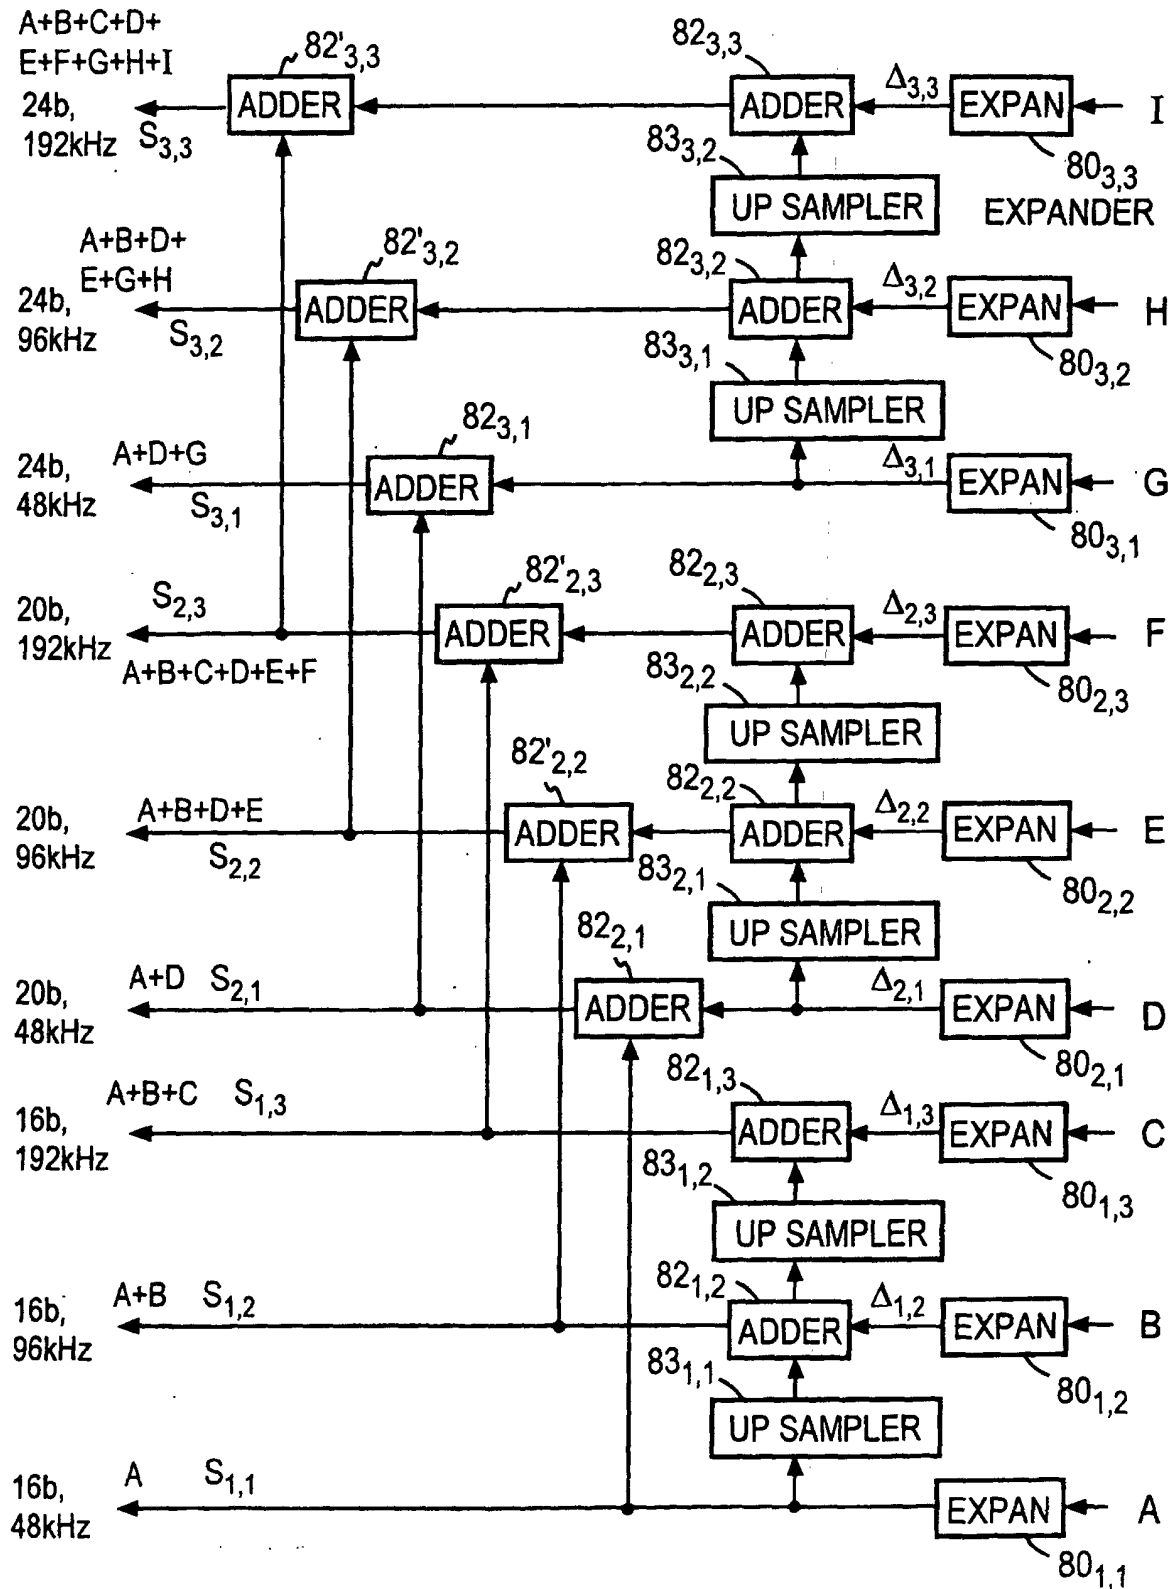 A+B+C+D+
E+F+G+H+I
24b,
192kHz
S3,3
82'3,3
ADDER
823,3
ADDER
Δ3,3
EXPAN
I
803,3
EXPANDER
833,2
UP SAMPLER
A+B+D+
E+G+H
24b,
96kHz
S3,2
82'3,2
ADDER
823,2
ADDER
Δ3,2
EXPAN
H
803,2
833,1
UP SAMPLER
24b,
48kHz
A+D+G
S3,1
823,1
ADDER
Δ3,1
EXPAN
G
803,1
20b,
192kHz
S2,3
A+B+C+D+E+F
82'2,3
ADDER
822,3
ADDER
Δ2,3
EXPAN
F
802,3
832,2
UP SAMPLER
20b,
96kHz
A+B+D+E
S2,2
82'2,2
ADDER
822,2
ADDER
Δ2,2
EXPAN
E
802,2
832,1
UP SAMPLER
20b,
48kHz
A+D S2,1
822,1
ADDER
Δ2,1
EXPAN
D
802,1
16b,
192kHz
A+B+C S1,3
821,3
ADDER
Δ1,3
EXPAN
C
801,3
831,2
UP SAMPLER
16b,
96kHz
A+B S1,2
821,2
ADDER
Δ1,2
EXPAN
B
801,2
831,1
UP SAMPLER
16b,
48kHz
A S1,1
EXPAN
A
801,1